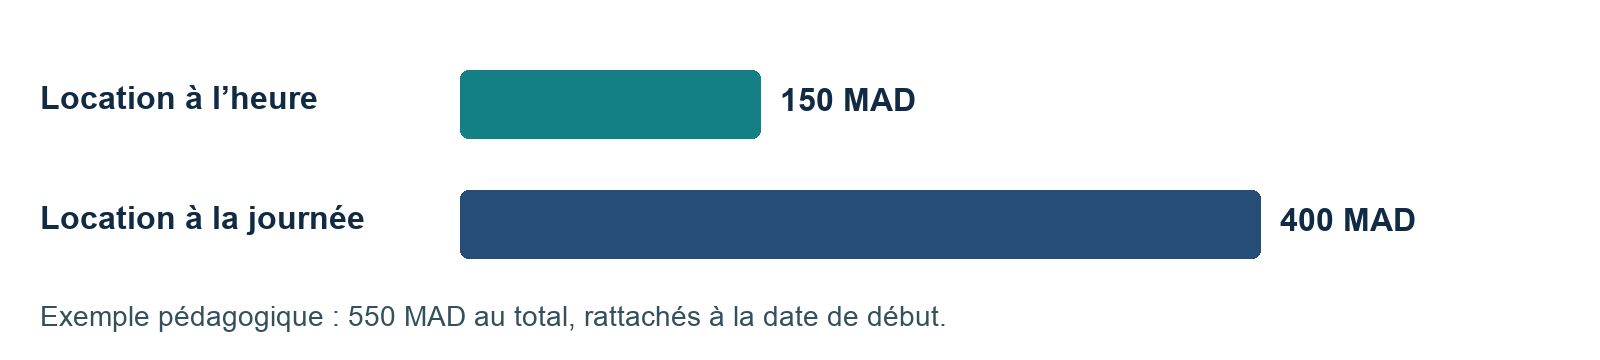 Location à l’heure
150 MAD
Location à la journée
400 MAD
Exemple pédagogique : 550 MAD au total, rattachés à la date de début.